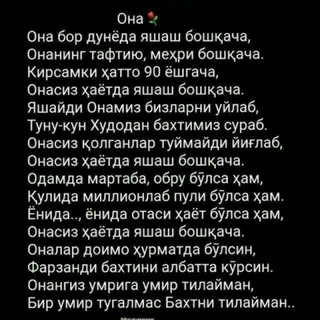 Она🌹
Она бор дунёда яшаш бошқача,
Онанинг тафтию, меҳри бошқача.
Кирсамки ҳатто 90 ёшгача,
Онасиз ҳаётда яшаш бошқача.
Яшайди Онамиз бизларни уйлаб,
Туну-кун Худодан бахтимиз сураб.
Онасиз қолганлар туймайди йиғлаб,
Онасиз ҳаётда яшаш бошқача.
Одамда мартаба, обру бўлса ҳам,
Қулида миллионлаб пули бўлса ҳам.
Ёнида.., ёнида отаси ҳаёт бўлса ҳам,
Онасиз ҳаётда яшаш бошқача.
Оналар доимо ҳурматда бўлсин,
Фарзанди бахтини албатта кўрсин.
Онангиз умрига умир тилайман,
Бир умир тугалмас Бахтни тилайман..